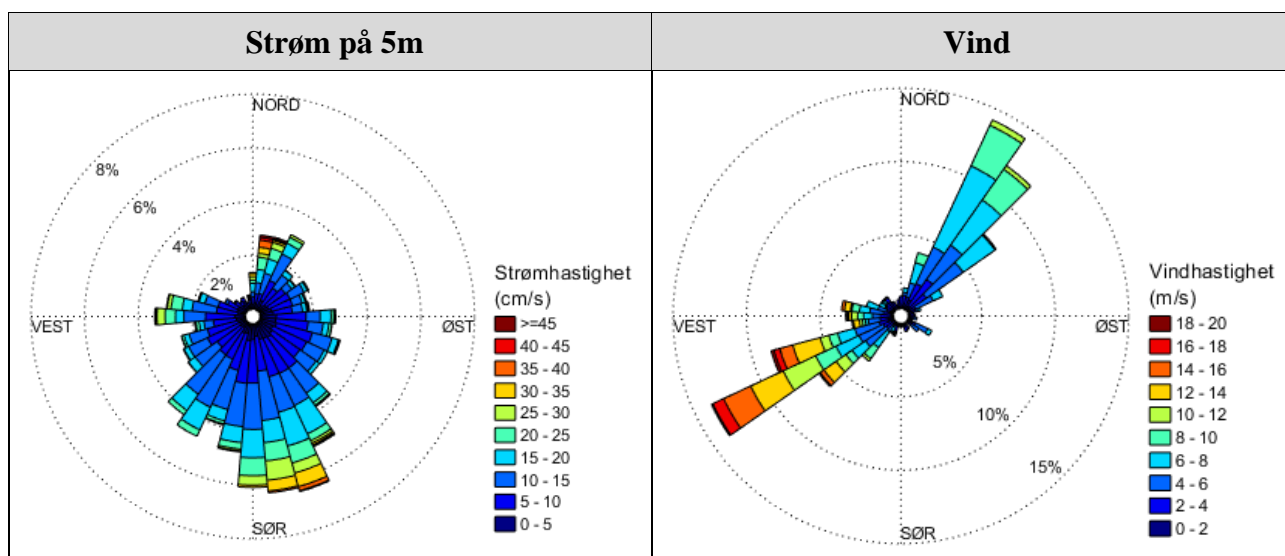 Strøm på 5m
Vind
NORD
8%
6%
4%
2%
VEST
ØST
SØR
Strømhastighet
(cm/s)
>=45
40 - 45
35 - 40
30 - 35
25 - 30
20 - 25
15 - 20
10 - 15
5 - 10
0 - 5
NORD
VEST
ØST
5%
10%
15%
SØR
Vindhastighet
(m/s)
18 - 20
16 - 18
14 - 16
12 - 14
10 - 12
8 - 10
6 - 8
4 - 6
2 - 4
0 - 2